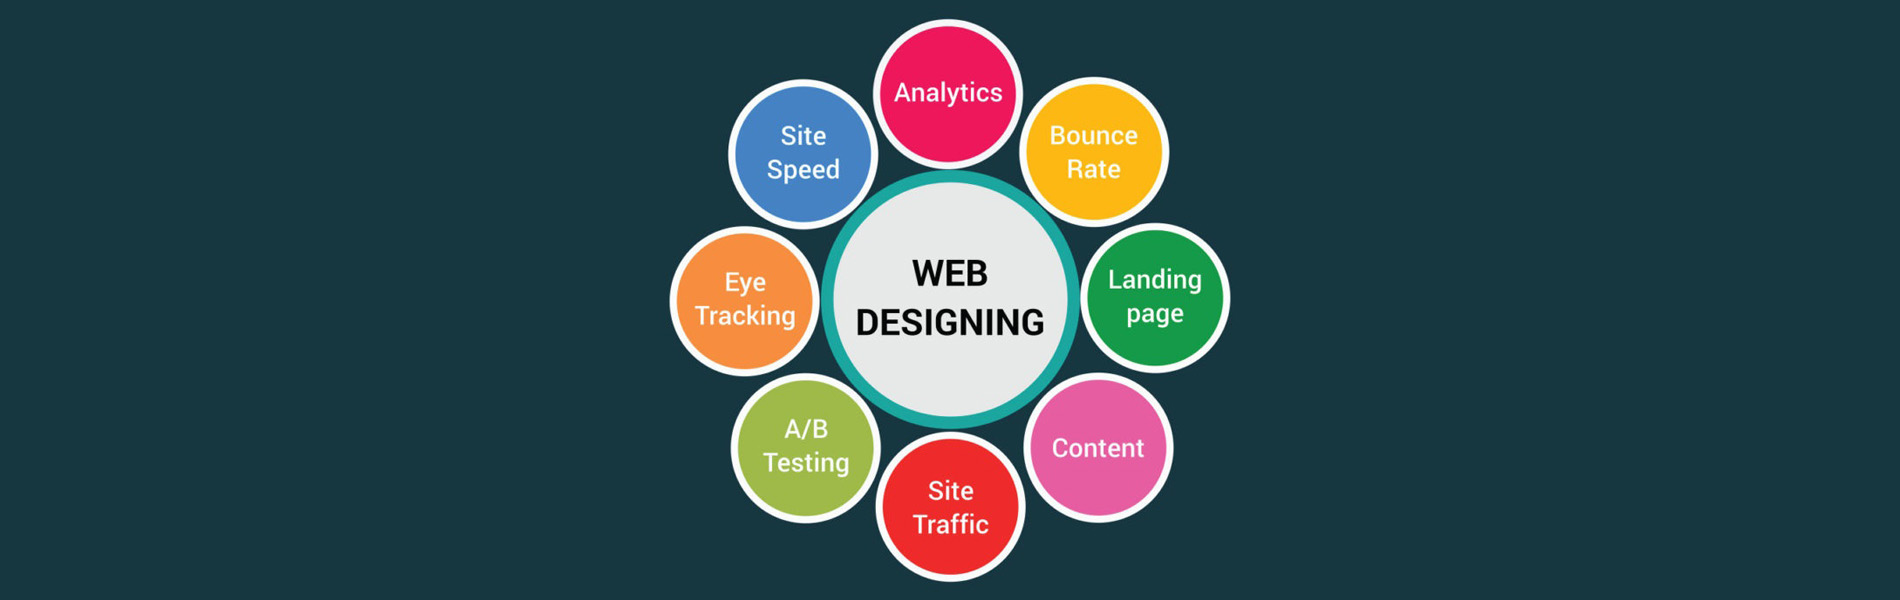 Analytics
Bounce
Rate
Landing
page
Content
Site
Traffic
A/B
Testing
Eye
Tracking
Site
Speed
WEB
DESIGNING